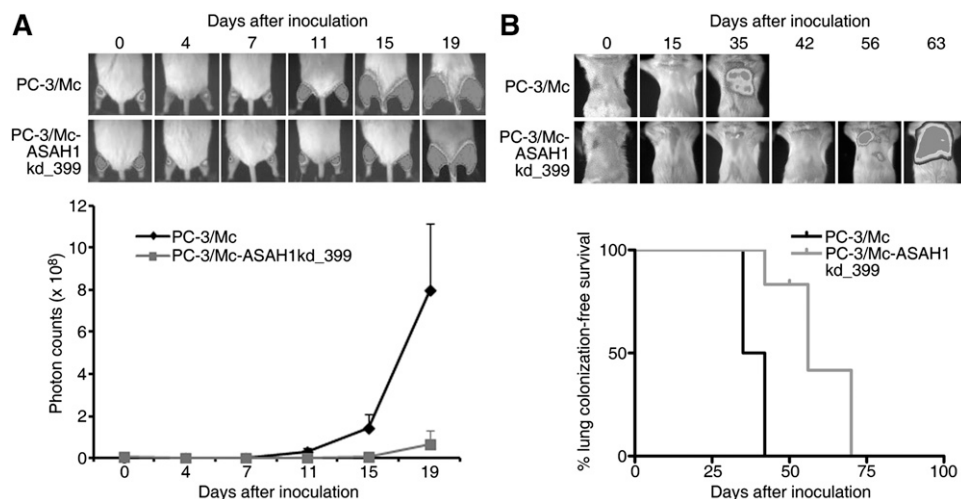 A
Days after inoculation
0 4 7 11 15 19
PC-3/Mc
PC-3/Mc-
ASAH1
kd_399
Photon counts (x 10⁸)
12
10
8
6
4
2
0
PC-3/Mc
PC-3/Mc-ASAH1kd_399
0 4 7 11 15 19
Days after inoculation
B
Days after inoculation
0 15 35 42 56 63
PC-3/Mc
PC-3/Mc-
ASAH1
kd_399
% lung colonization-free survival
100
50
0
PC-3/Mc
PC-3/Mc-ASAH1
kd_399
0 25 50 75 100
Days after inoculation